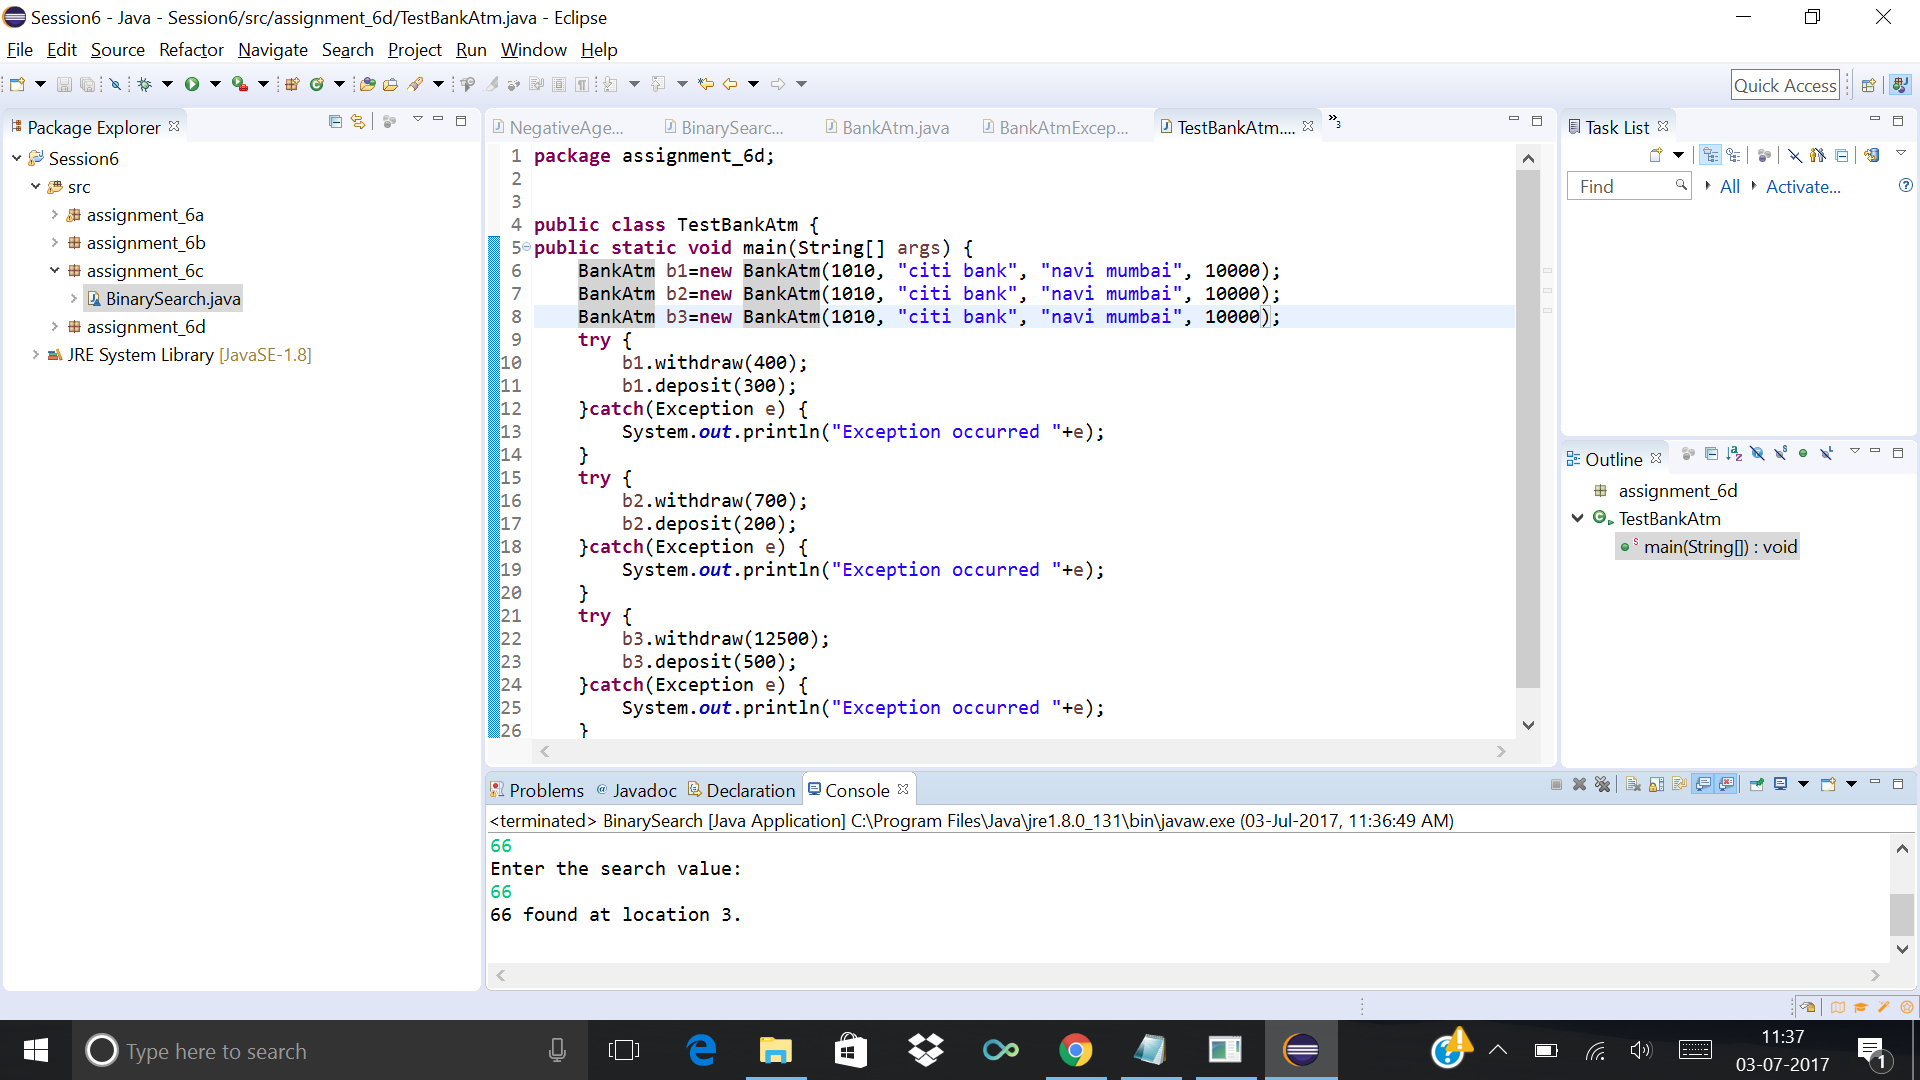 Session6 - Java - Session6/src/assignment_6d/TestBankAtm.java - Eclipse
File Edit Source Refactor Navigate Search Project Run Window Help
Quick Access
Package Explorer
Session6
src
assignment_6a
assignment_6b
assignment_6c
BinarySearch.java
assignment_6d
JRE System Library [JavaSE-1.8]
NegativeAge... BinarySearc... BankAtm.java BankAtmExcep... TestBankAtm.... »3
1 package assignment_6d;
2
3
4 public class TestBankAtm {
5 public static void main(String[] args) {
6 BankAtm b1=new BankAtm(1010, "citi bank", "navi mumbai", 10000);
7 BankAtm b2=new BankAtm(1010, "citi bank", "navi mumbai", 10000);
8 BankAtm b3=new BankAtm(1010, "citi bank", "navi mumbai", 10000);
9 try {
10 b1.withdraw(400);
11 b1.deposit(300);
12 }catch(Exception e) {
13 System.out.println("Exception occurred "+e);
14 }
15 try {
16 b2.withdraw(700);
17 b2.deposit(200);
18 }catch(Exception e) {
19 System.out.println("Exception occurred "+e);
20 }
21 try {
22 b3.withdraw(12500);
23 b3.deposit(500);
24 }catch(Exception e) {
25 System.out.println("Exception occurred "+e);
26 }
Task List
Find All Activate...
Outline
assignment_6d
TestBankAtm
main(String[]) : void
Problems @ Javadoc Declaration Console
<terminated> BinarySearch [Java Application] C:\Program Files\Java\jre1.8.0_131\bin\javaw.exe (03-Jul-2017, 11:36:49 AM)
66
Enter the search value:
66
66 found at location 3.
Type here to search
11:37
03-07-2017
1